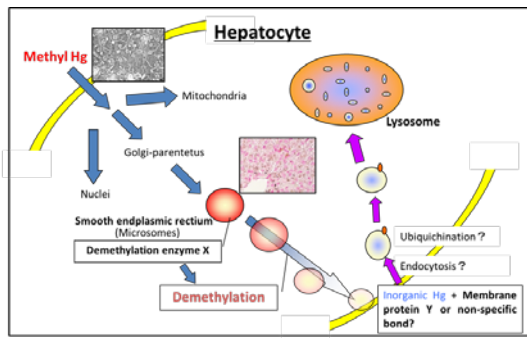 Hepatocyte
Methyl Hg
Mitochondria
Golgi-parentetus
Nuclei
Lysosome
Smooth endplasmic rectium
(Microsomes)
Demethylation enzyme X
Demethylation
Ubiquichination ?
Endocytosis ?
Inorganic Hg + Membrane
protein Y or non-specific
bond?